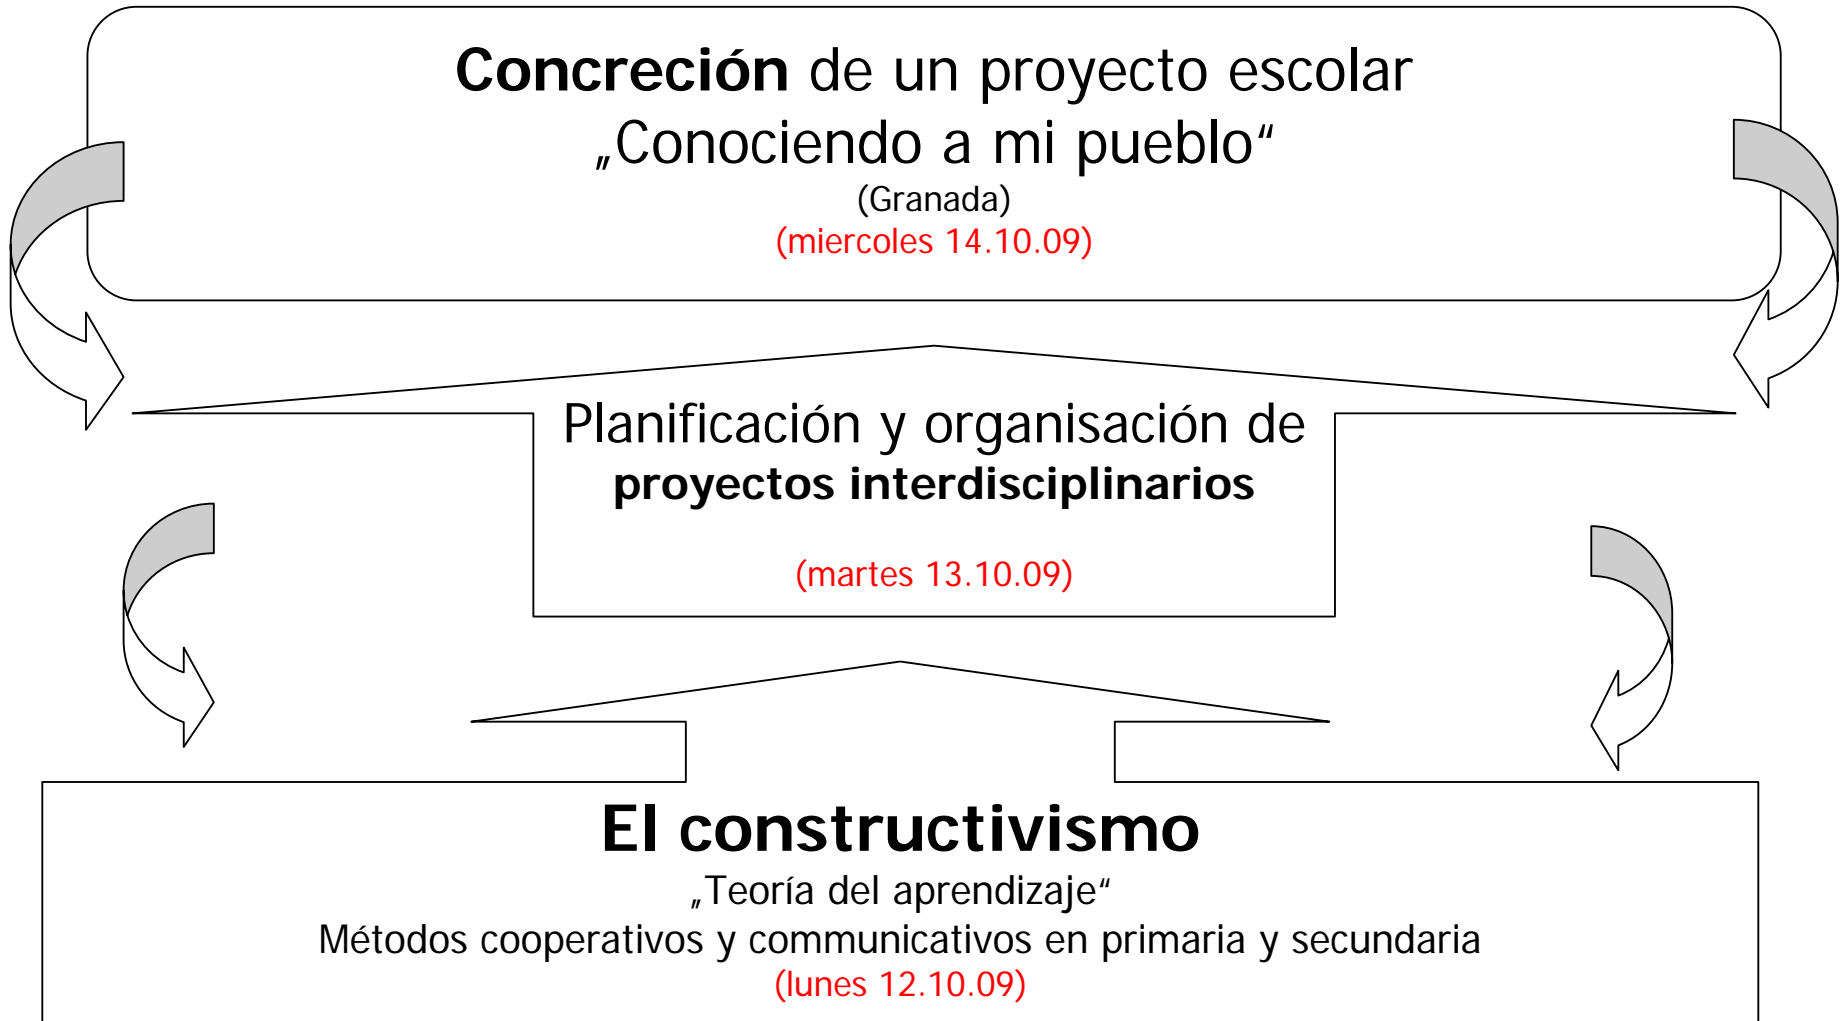 Concreción de un proyecto escolar
„Conociendo a mi pueblo“
(Granada)
(miercoles 14.10.09)
Planificación y organisación de
proyectos interdisciplinarios
(martes 13.10.09)
El constructivismo
„Teoría del aprendizaje“
Métodos cooperativos y communicativos en primaria y secundaria
(lunes 12.10.09)